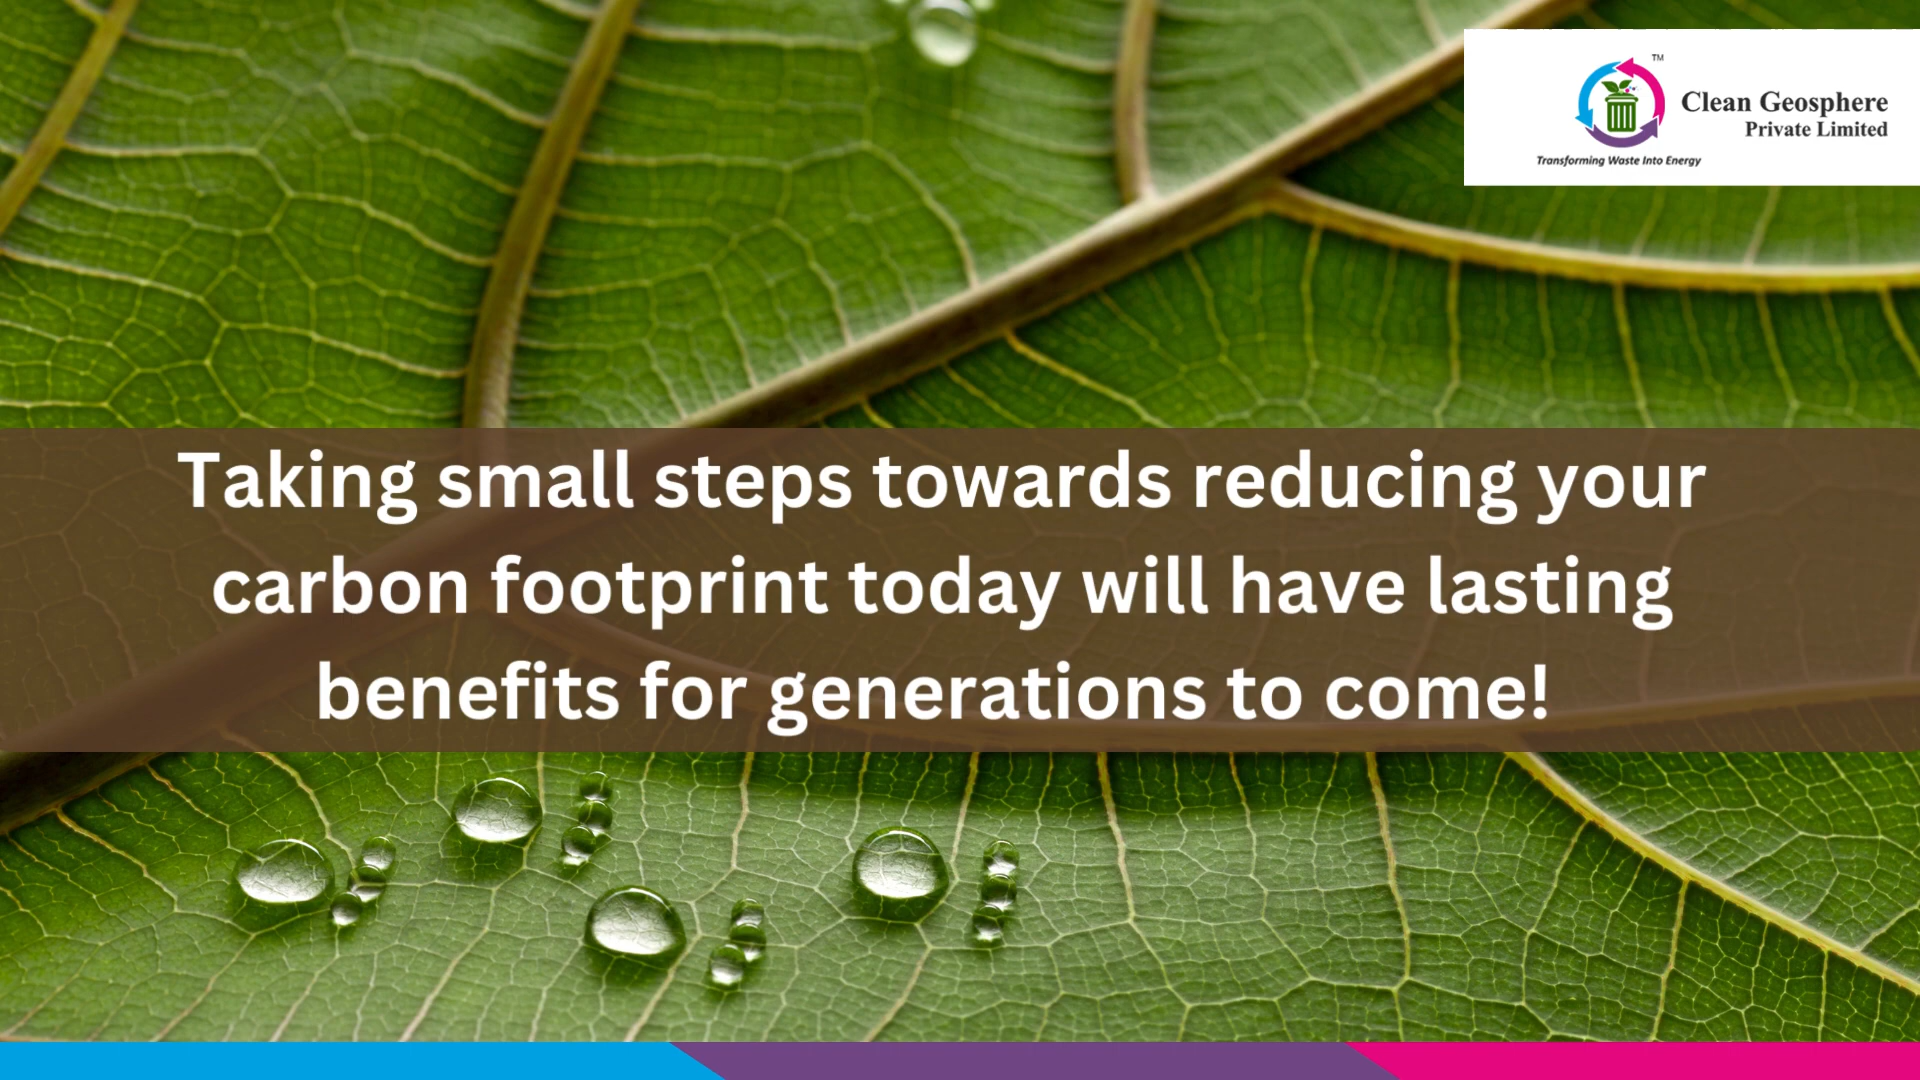 TM
Clean Geosphere
Private Limited
Transforming Waste Into Energy
Taking small steps towards reducing your
carbon footprint today will have lasting
benefits for generations to come!